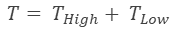 T = T_High + T_Low